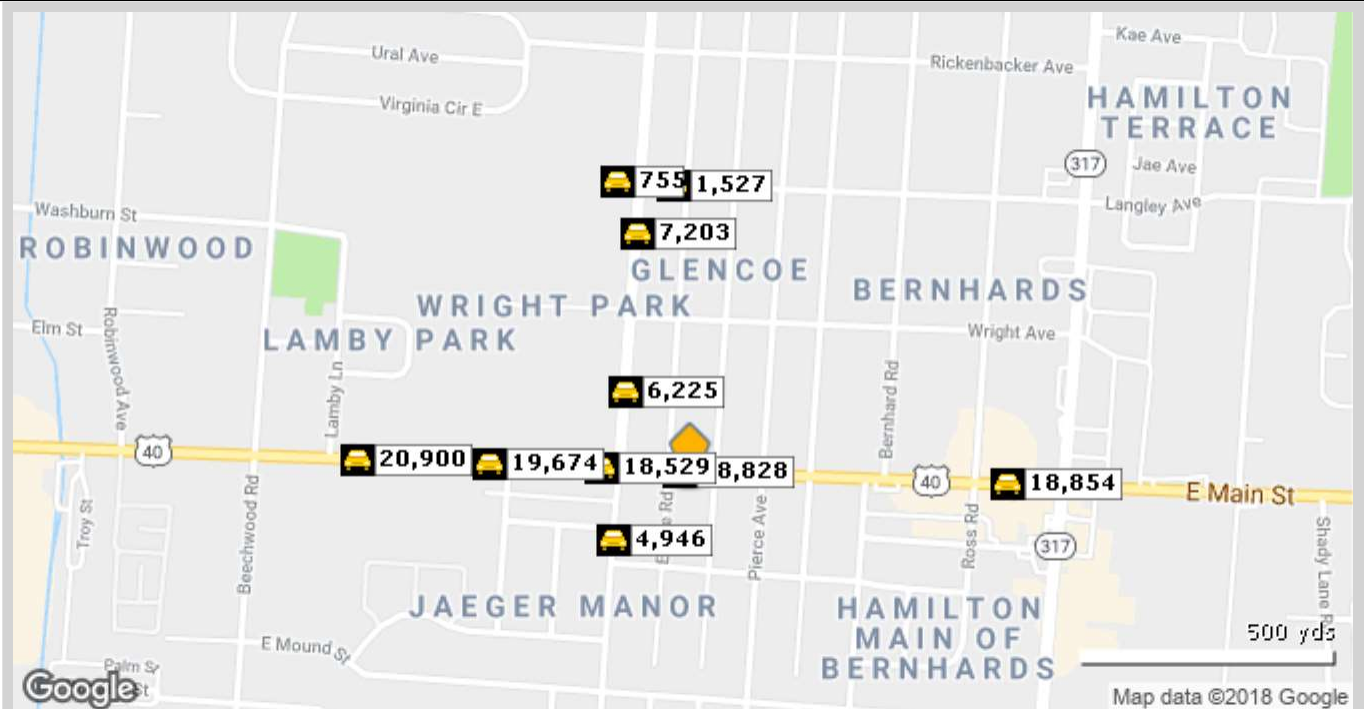 Kae Ave
Ural Ave
Rickenbacker Ave
Virginia Cir E
HAMILTON
TERRACE
317
Jae Ave
755
1,527
Langley Ave
Washburn St
ROBINWOOD
7,203
GLENCOE
WRIGHT PARK
BERNHARDS
Elm St
Robinwood Ave
LAMBY PARK
Wright Ave
Lamby Ln
6,225
Bernhard Rd
40
20,900
19,674
18,529
8,828
40
18,854
E Main St
Troy St
Beechwood Rd
4,946
Pierce Ave
Ross Rd
317
Shady Lane R
JAEGER MANOR
HAMILTON
MAIN OF
BERNHARDS
E Mound St
500 yds
Palm St
Google
Map data ©2018 Google